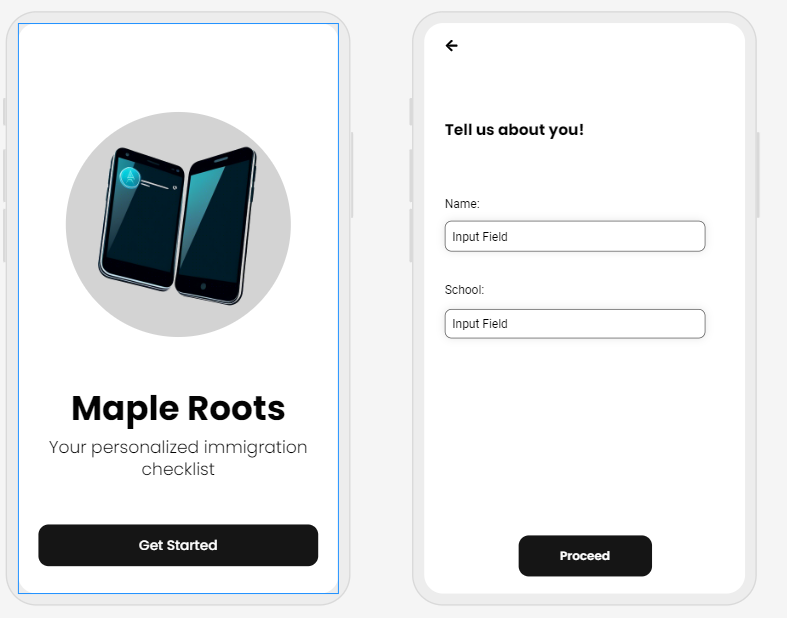 Maple Roots
Your personalized immigration
checklist
Get Started
Tell us about you!
Name:
Input Field
School:
Input Field
Proceed